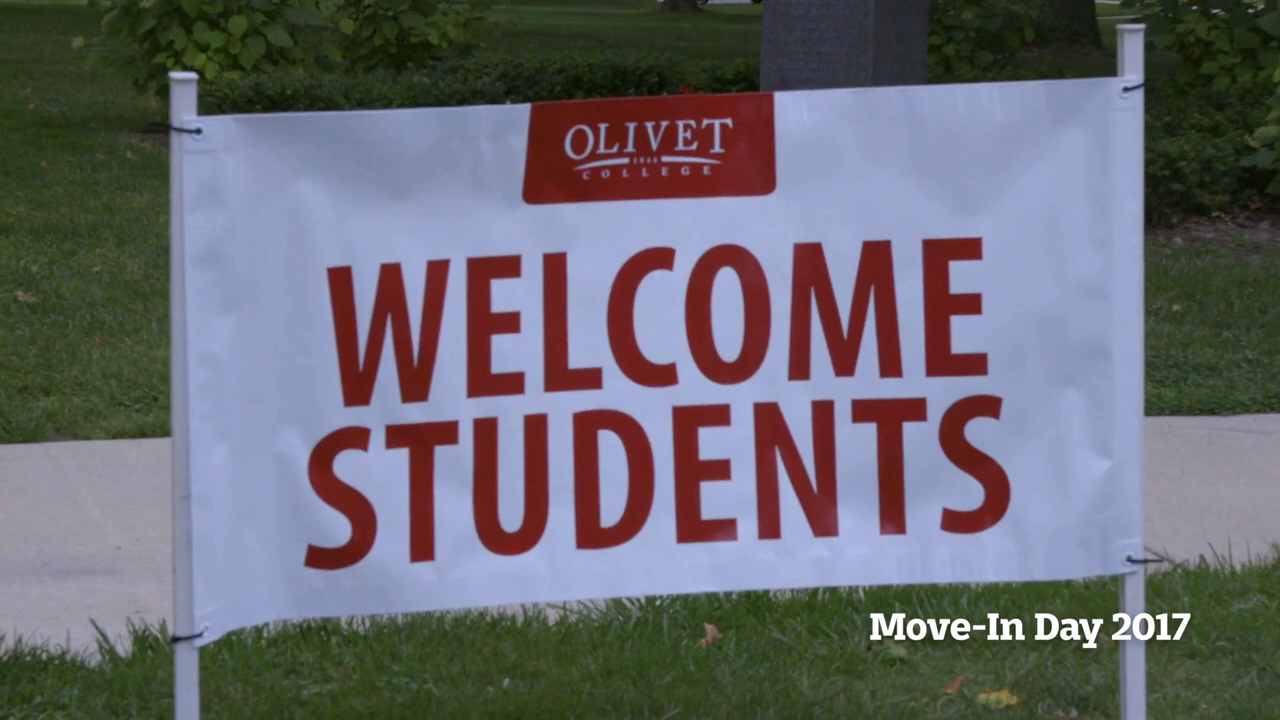 OLIVET
1844
COLLEGE
WELCOME
STUDENTS
Move-In Day 2017